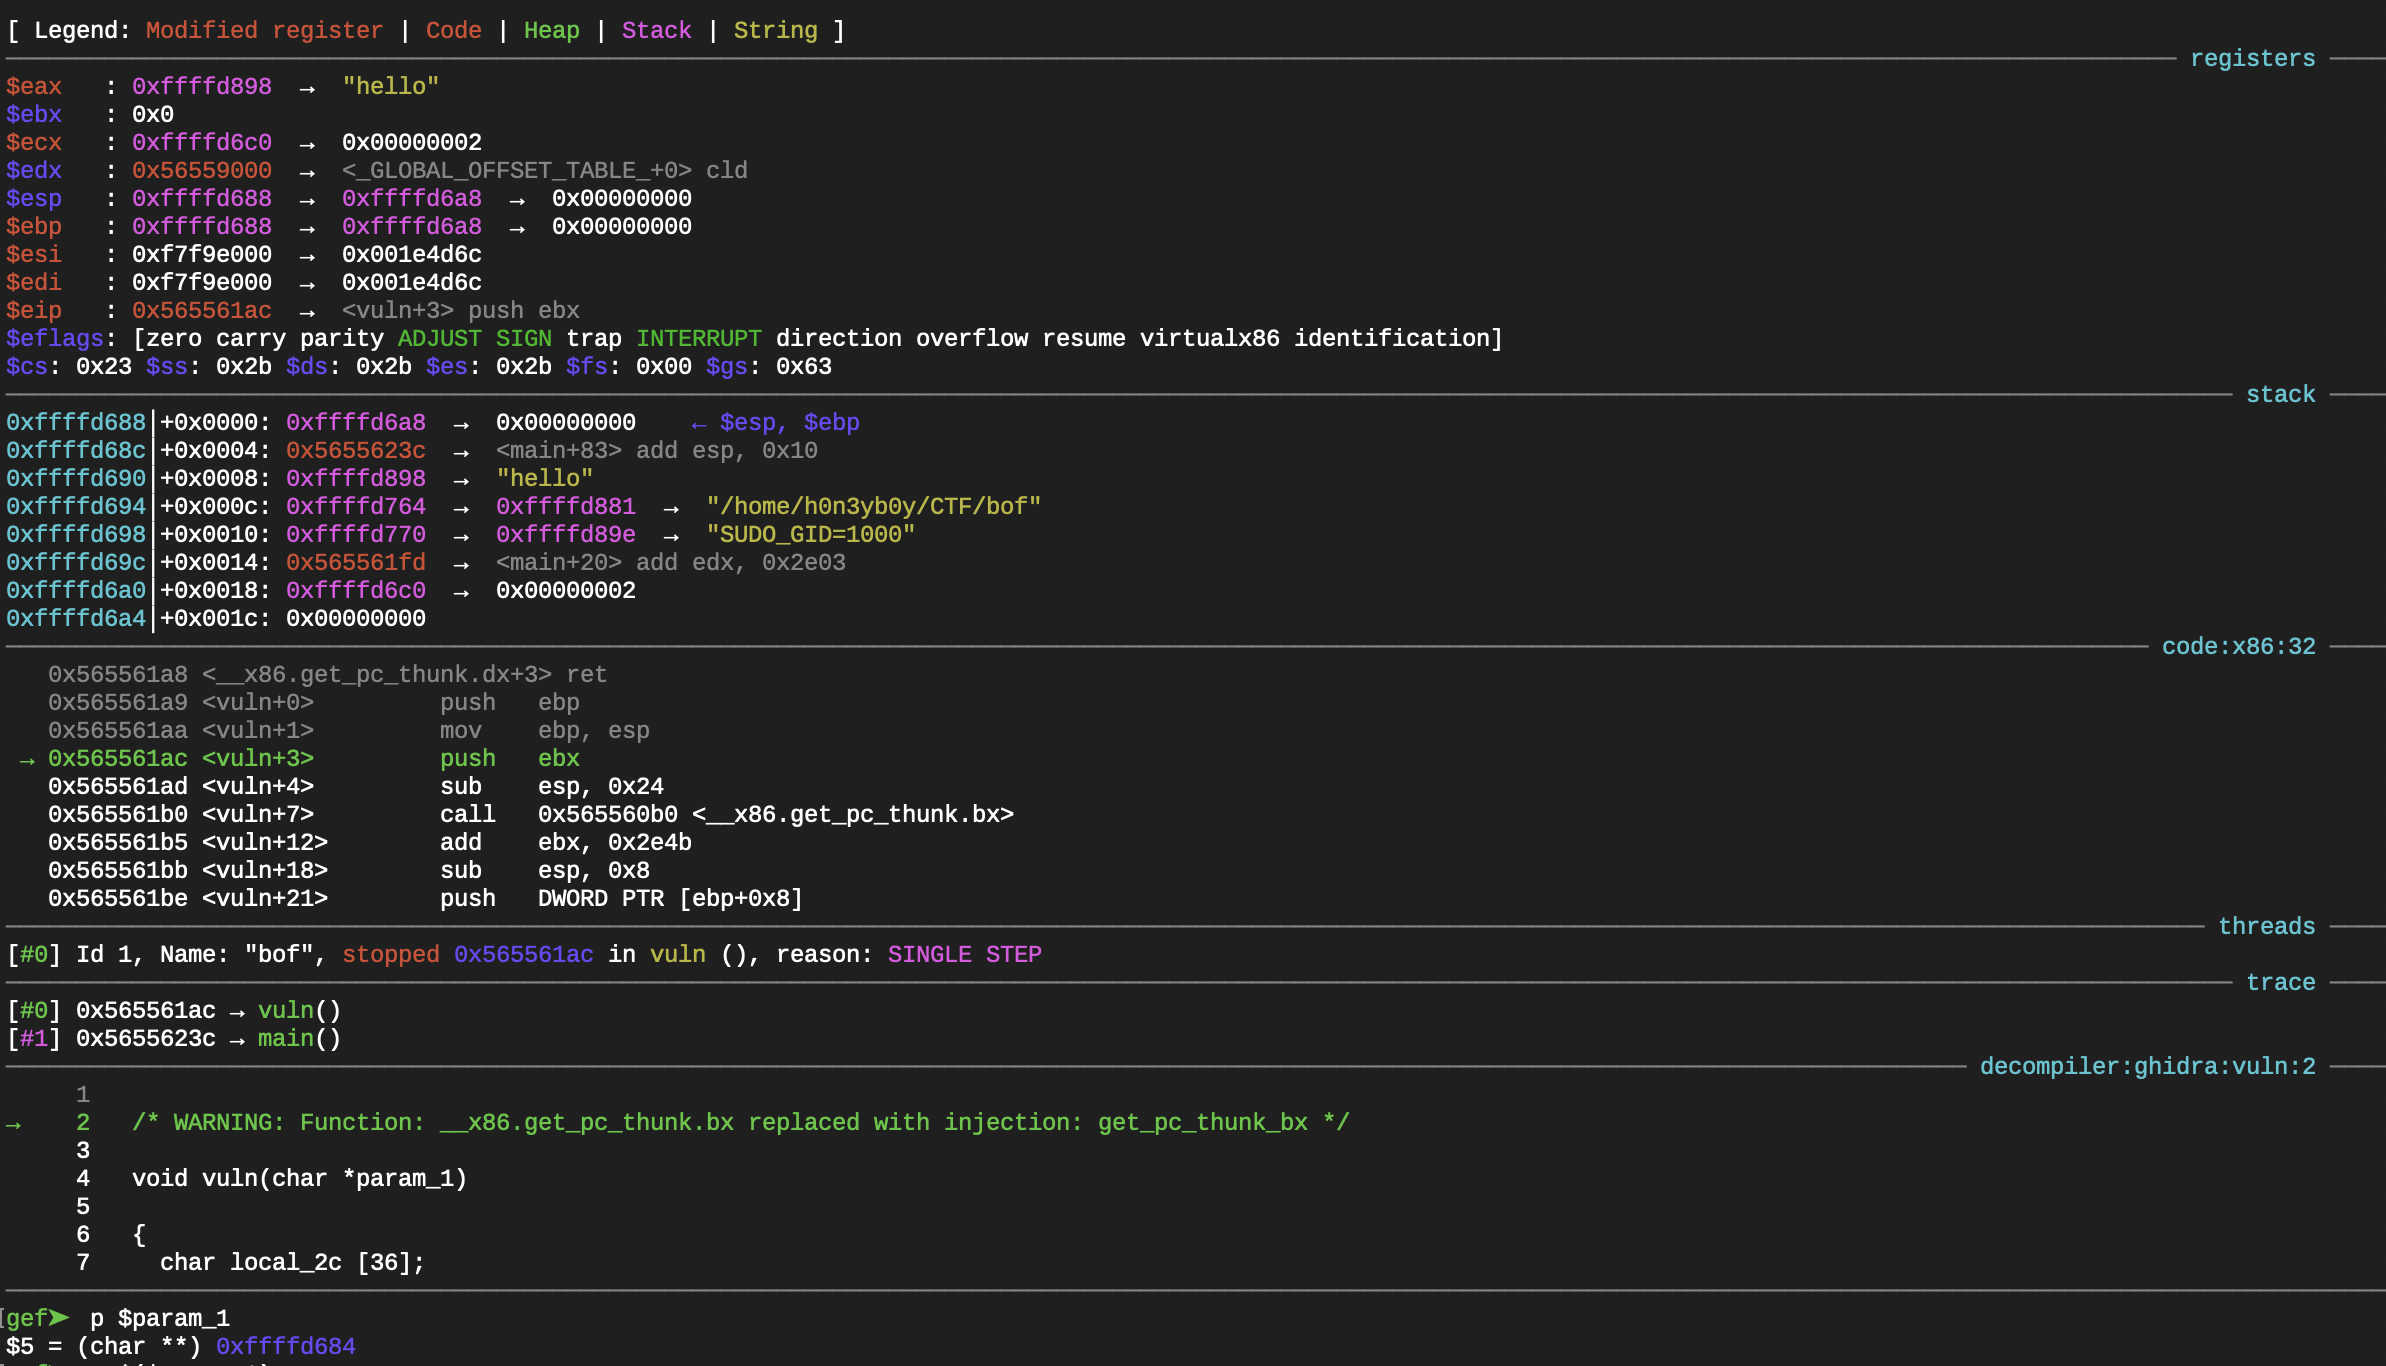 [ Legend: Modified register | Code | Heap | Stack | String ]
registers
$eax   : 0xffffd898  →  "hello"
$ebx   : 0x0
$ecx   : 0xffffd6c0  →  0x00000002
$edx   : 0x56559000  →  <_GLOBAL_OFFSET_TABLE_+0> cld
$esp   : 0xffffd688  →  0xffffd6a8  →  0x00000000
$ebp   : 0xffffd688  →  0xffffd6a8  →  0x00000000
$esi   : 0xf7f9e000  →  0x001e4d6c
$edi   : 0xf7f9e000  →  0x001e4d6c
$eip   : 0x565561ac  →  <vuln+3> push ebx
$eflags: [zero carry parity ADJUST SIGN trap INTERRUPT direction overflow resume virtualx86 identification]
$cs: 0x23 $ss: 0x2b $ds: 0x2b $es: 0x2b $fs: 0x00 $gs: 0x63
stack
0xffffd688│+0x0000: 0xffffd6a8  →  0x00000000    ← $esp, $ebp
0xffffd68c│+0x0004: 0x5655623c  →  <main+83> add esp, 0x10
0xffffd690│+0x0008: 0xffffd898  →  "hello"
0xffffd694│+0x000c: 0xffffd764  →  0xffffd881  →  "/home/h0n3yb0y/CTF/bof"
0xffffd698│+0x0010: 0xffffd770  →  0xffffd89e  →  "SUDO_GID=1000"
0xffffd69c│+0x0014: 0x565561fd  →  <main+20> add edx, 0x2e03
0xffffd6a0│+0x0018: 0xffffd6c0  →  0x00000002
0xffffd6a4│+0x001c: 0x00000000
code:x86:32
0x565561a8 <__x86.get_pc_thunk.dx+3> ret
0x565561a9 <vuln+0>         push   ebp
0x565561aa <vuln+1>         mov    ebp, esp
→ 0x565561ac <vuln+3>         push   ebx
0x565561ad <vuln+4>         sub    esp, 0x24
0x565561b0 <vuln+7>         call   0x565560b0 <__x86.get_pc_thunk.bx>
0x565561b5 <vuln+12>        add    ebx, 0x2e4b
0x565561bb <vuln+18>        sub    esp, 0x8
0x565561be <vuln+21>        push   DWORD PTR [ebp+0x8]
threads
[#0] Id 1, Name: "bof", stopped 0x565561ac in vuln (), reason: SINGLE STEP
trace
[#0] 0x565561ac → vuln()
[#1] 0x5655623c → main()
decompiler:ghidra:vuln:2
1
→    2   /* WARNING: Function: __x86.get_pc_thunk.bx replaced with injection: get_pc_thunk_bx */
3
4   void vuln(char *param_1)
5
6   {
7     char local_2c [36];
gef➤  p $param_1
$5 = (char **) 0xffffd684